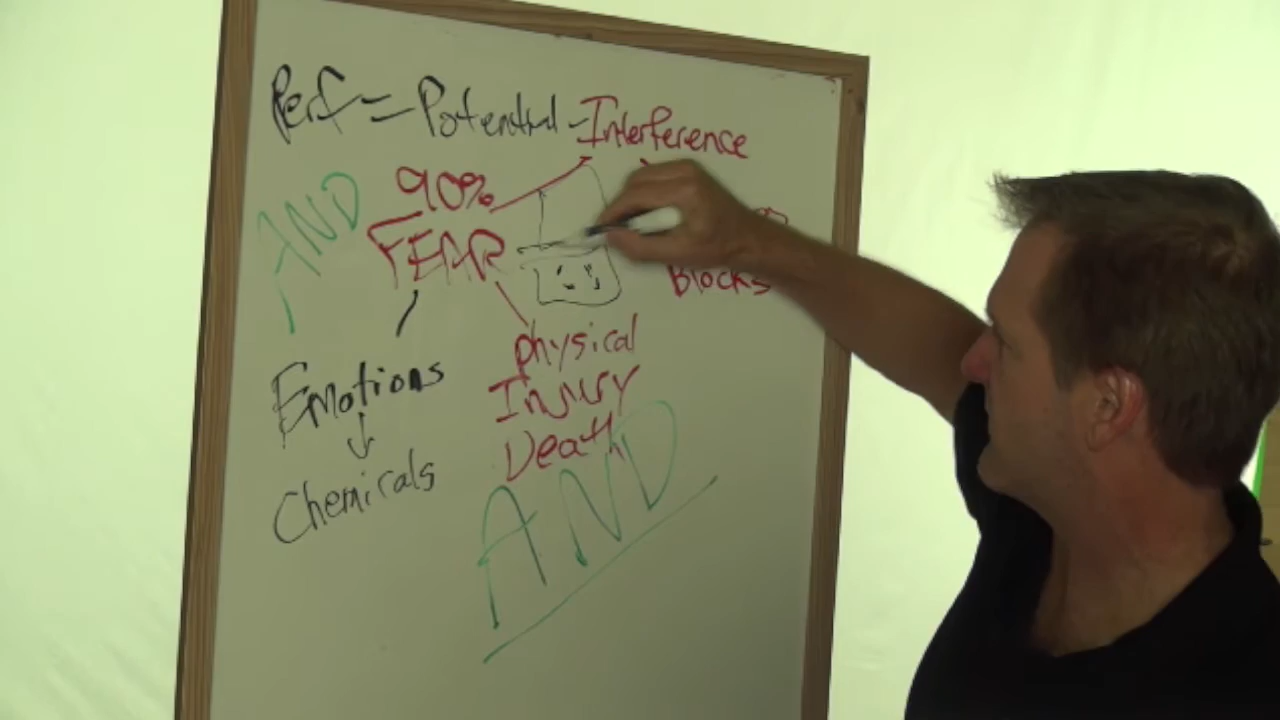 Perf = Potential - Interference
AND
90%
FEAR
Blocks
Emotions
Chemicals
physical
Injury
Death
AND